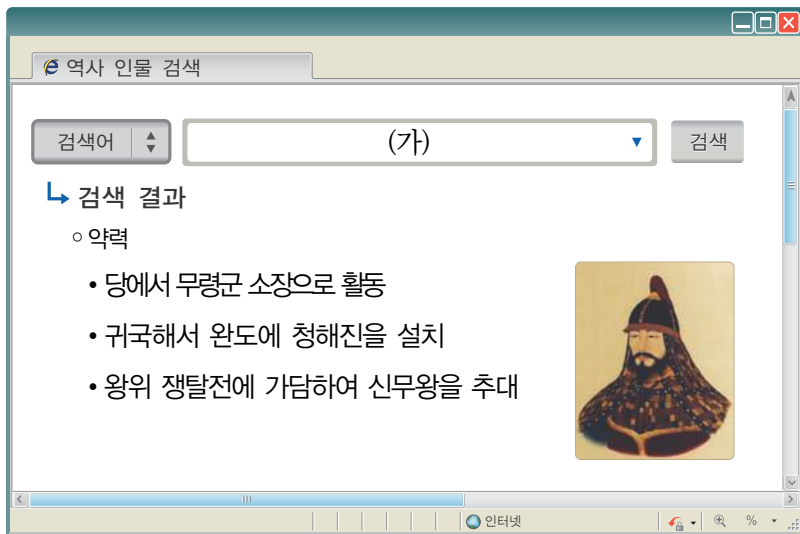 역사 인물 검색
검색어 (가) 검색
검색 결과
○ 약력
• 당에서 무령군 소장으로 활동
• 귀국해서 완도에 청해진을 설치
• 왕위 쟁탈전에 가담하여 신무왕을 추대
인터넷 %